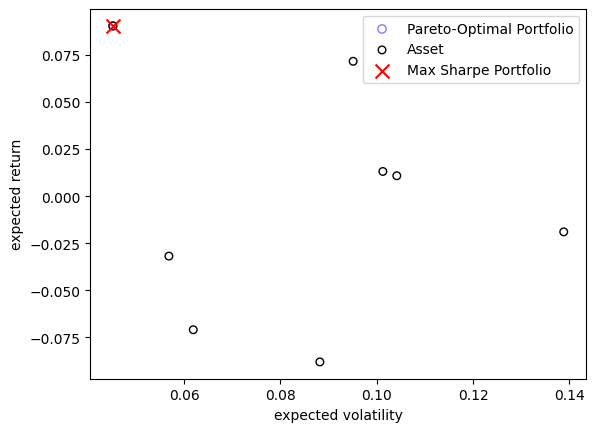 Pareto-Optimal Portfolio
Asset
Max Sharpe Portfolio
expected return
0.075
0.050
0.025
0.000
−0.025
−0.050
−0.075
0.06
0.08
0.10
0.12
0.14
expected volatility